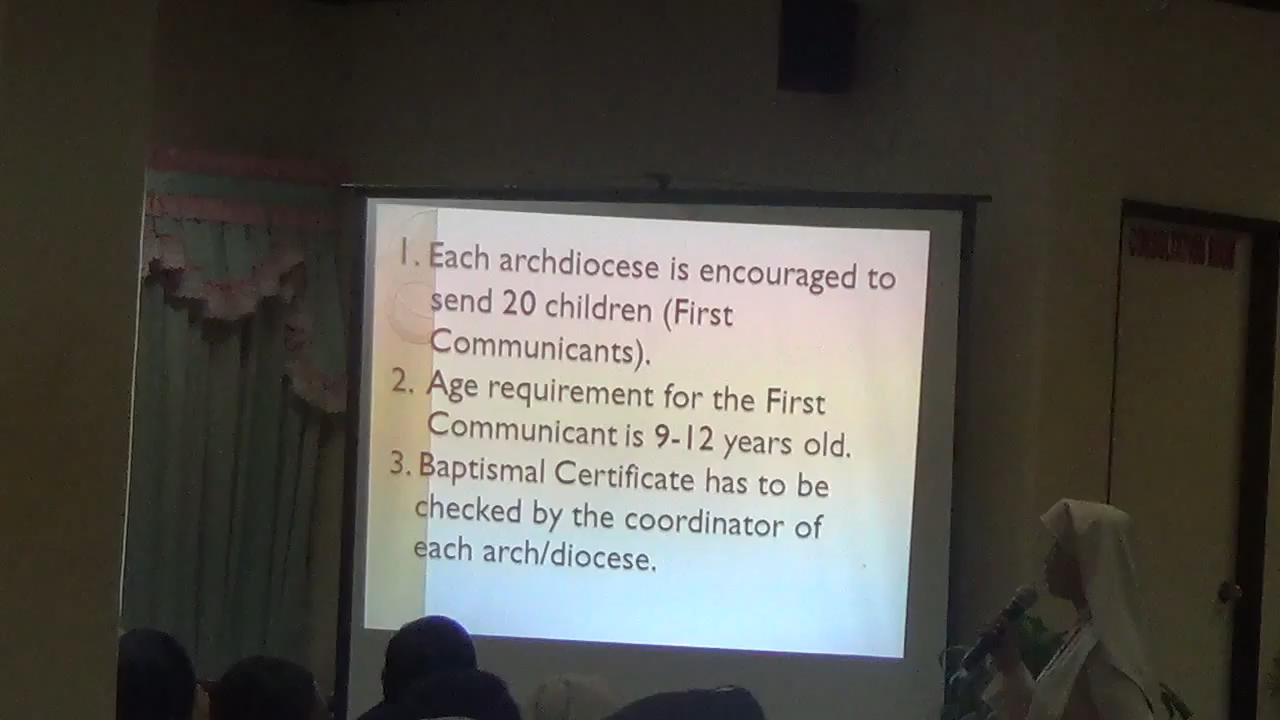 1. Each archdiocese is encouraged to
send 20 children (First
Communicants).
2. Age requirement for the First
Communicant is 9-12 years old.
3. Baptismal Certificate has to be
checked by the coordinator of
each arch/diocese.